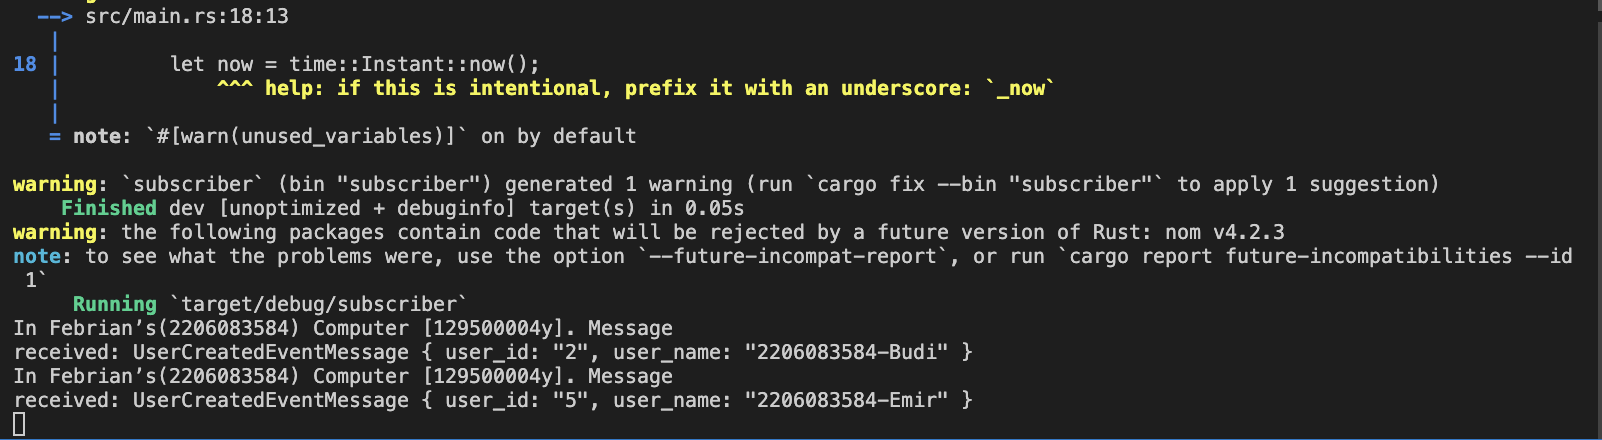 --> src/main.rs:18:13
|
18 |         let now = time::Instant::now();
|             ^^^ help: if this is intentional, prefix it with an underscore: `_now`
|
= note: `#[warn(unused_variables)]` on by default
warning: `subscriber` (bin "subscriber") generated 1 warning (run `cargo fix --bin "subscriber"` to apply 1 suggestion)
Finished dev [unoptimized + debuginfo] target(s) in 0.05s
warning: the following packages contain code that will be rejected by a future version of Rust: nom v4.2.3
note: to see what the problems were, use the option `--future-incompat-report`, or run `cargo report future-incompatibilities --id
1`
Running `target/debug/subscriber`
In Febrian’s(2206083584) Computer [129500004y]. Message
received: UserCreatedEventMessage { user_id: "2", user_name: "2206083584-Budi" }
In Febrian’s(2206083584) Computer [129500004y]. Message
received: UserCreatedEventMessage { user_id: "5", user_name: "2206083584-Emir" }